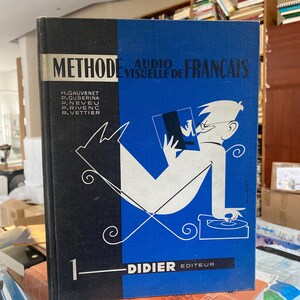 METHODE AUDIO VISUELLE DE FRANÇAIS
H. GAUVENET
P. GUBERINA
P. NEVEU
P. RIVENC
R. VETTIER
1 DIDIER EDITEUR